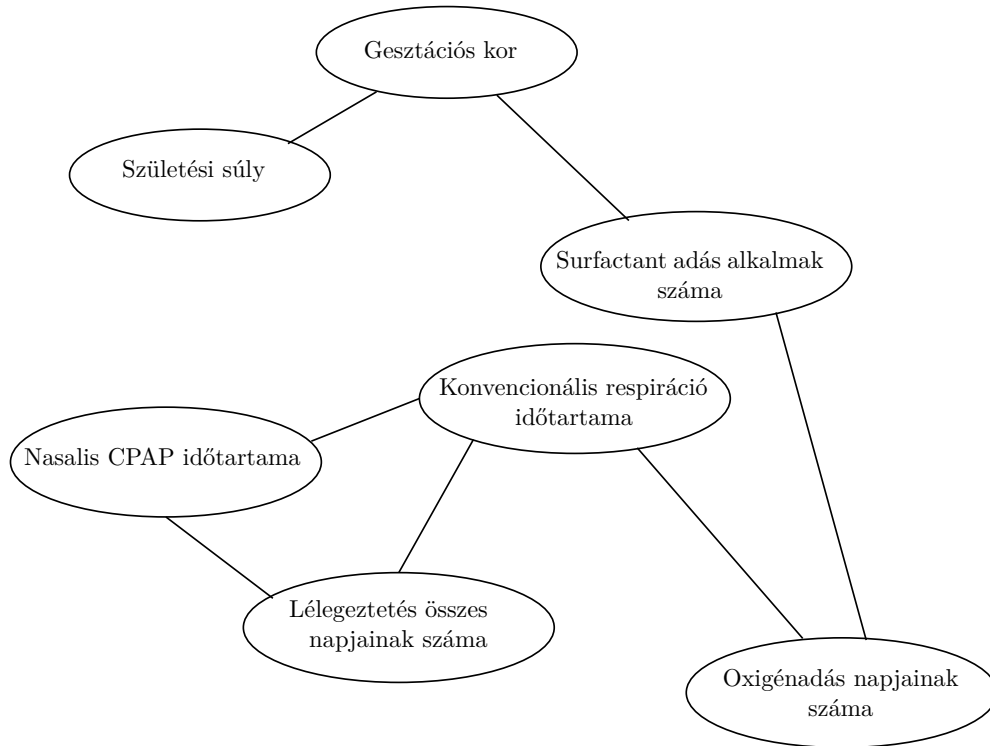 Gesztációs kor
Születési súly
Surfactant adás alkalmak
száma
Konvencionális respiráció
időtartama
Nasalis CPAP időtartama
Lélegeztetés összes
napjainak száma
Oxigénadás napjainak
száma